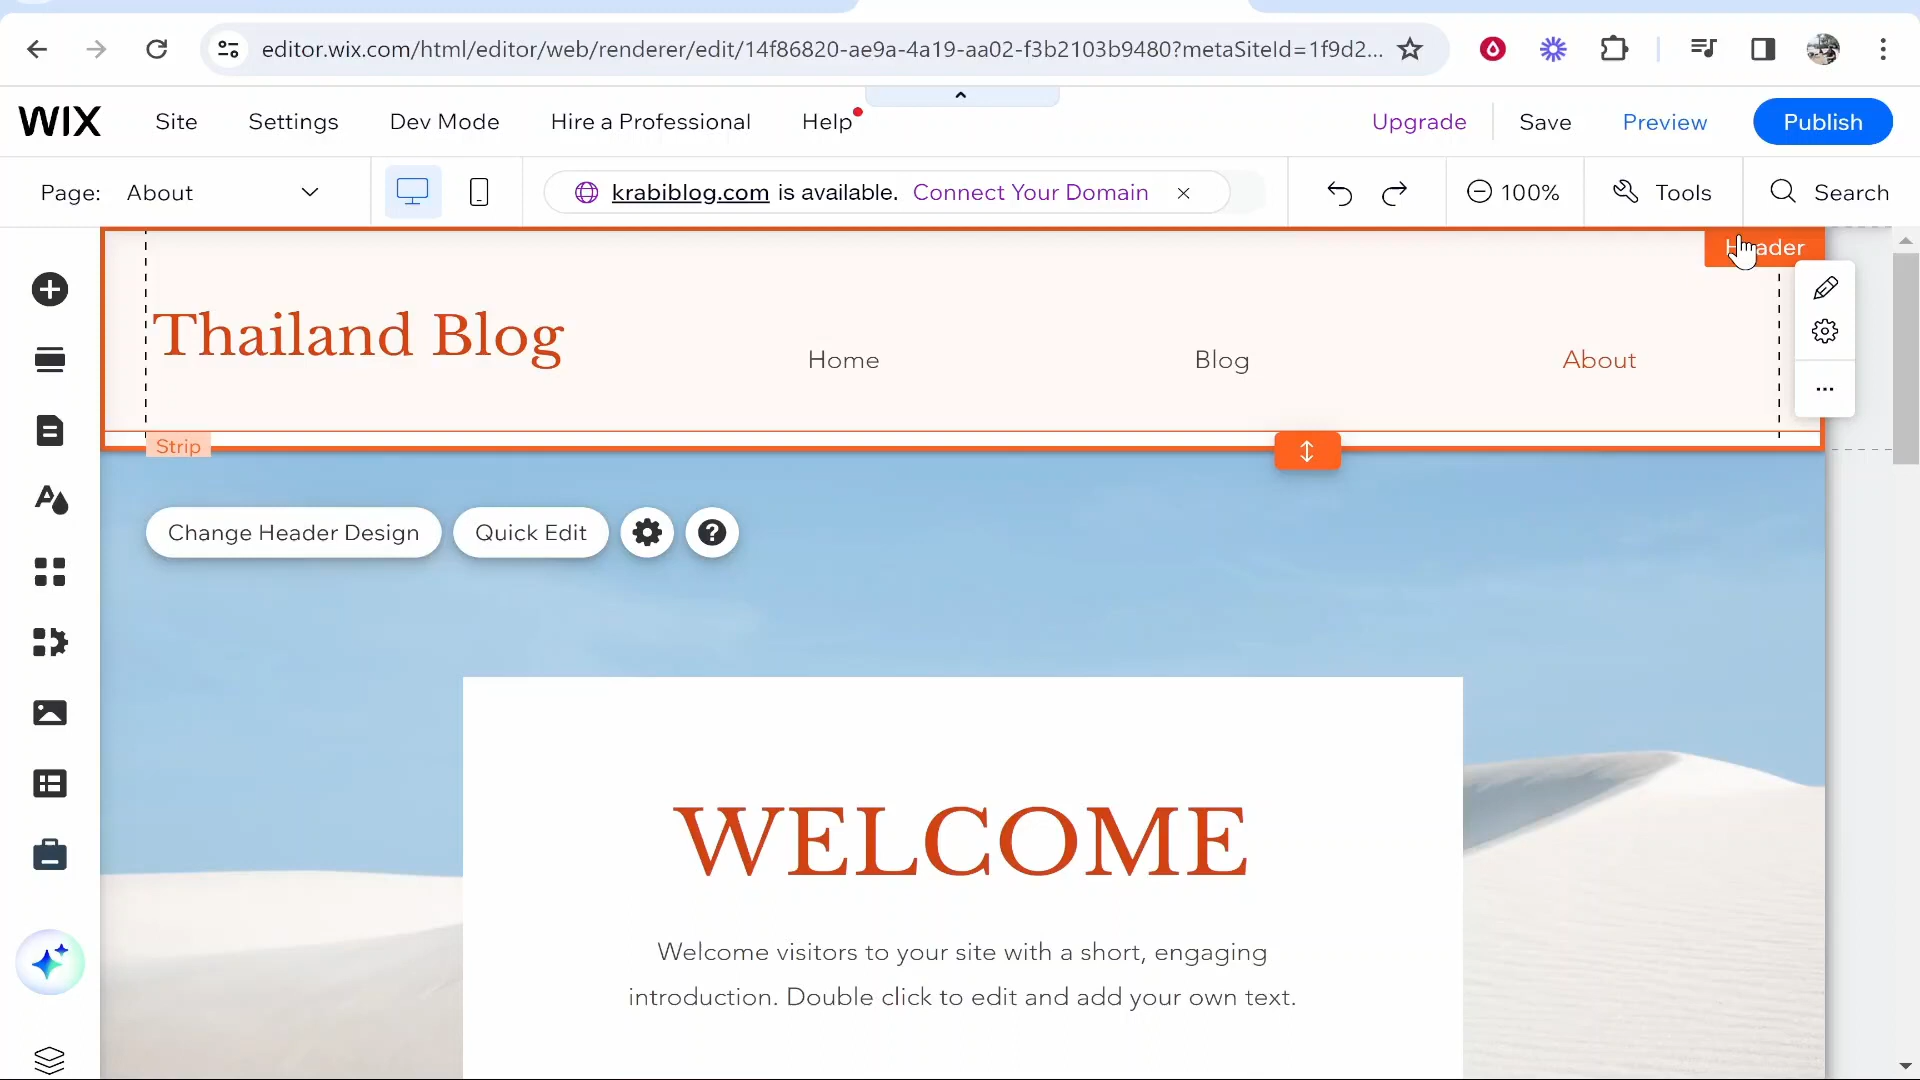 editor.wix.com/html/editor/web/renderer/edit/14f86820-ae9a-4a19-aa02-f3b2103b9480?metaSiteId=1f9d2...
WIX Site Settings Dev Mode Hire a Professional Help Upgrade Save Preview Publish
Page: About krabiblog.com is available. Connect Your Domain 100% Tools Search
Header
Thailand Blog Home Blog About
Strip
Change Header Design Quick Edit
WELCOME
Welcome visitors to your site with a short, engaging
introduction. Double click to edit and add your own text.